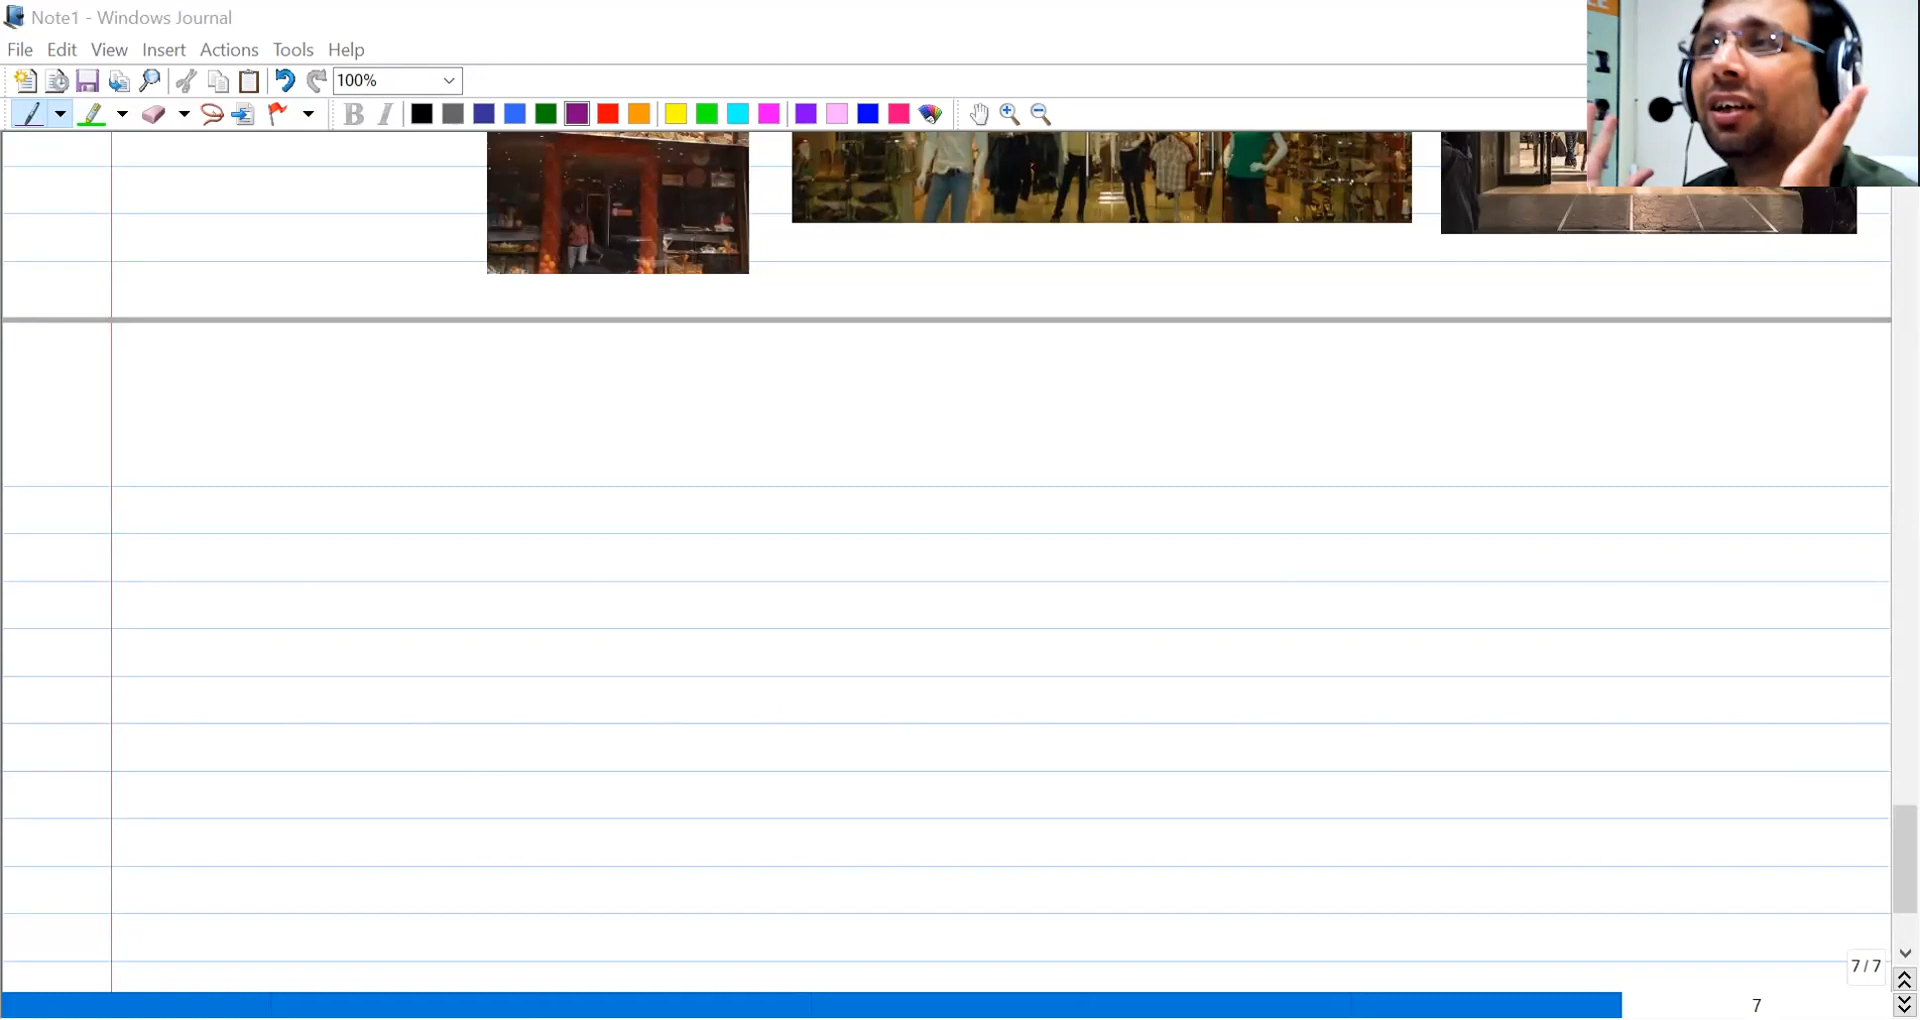 Note1 - Windows Journal
File Edit View Insert Actions Tools Help
100%
B I
7 / 7
7